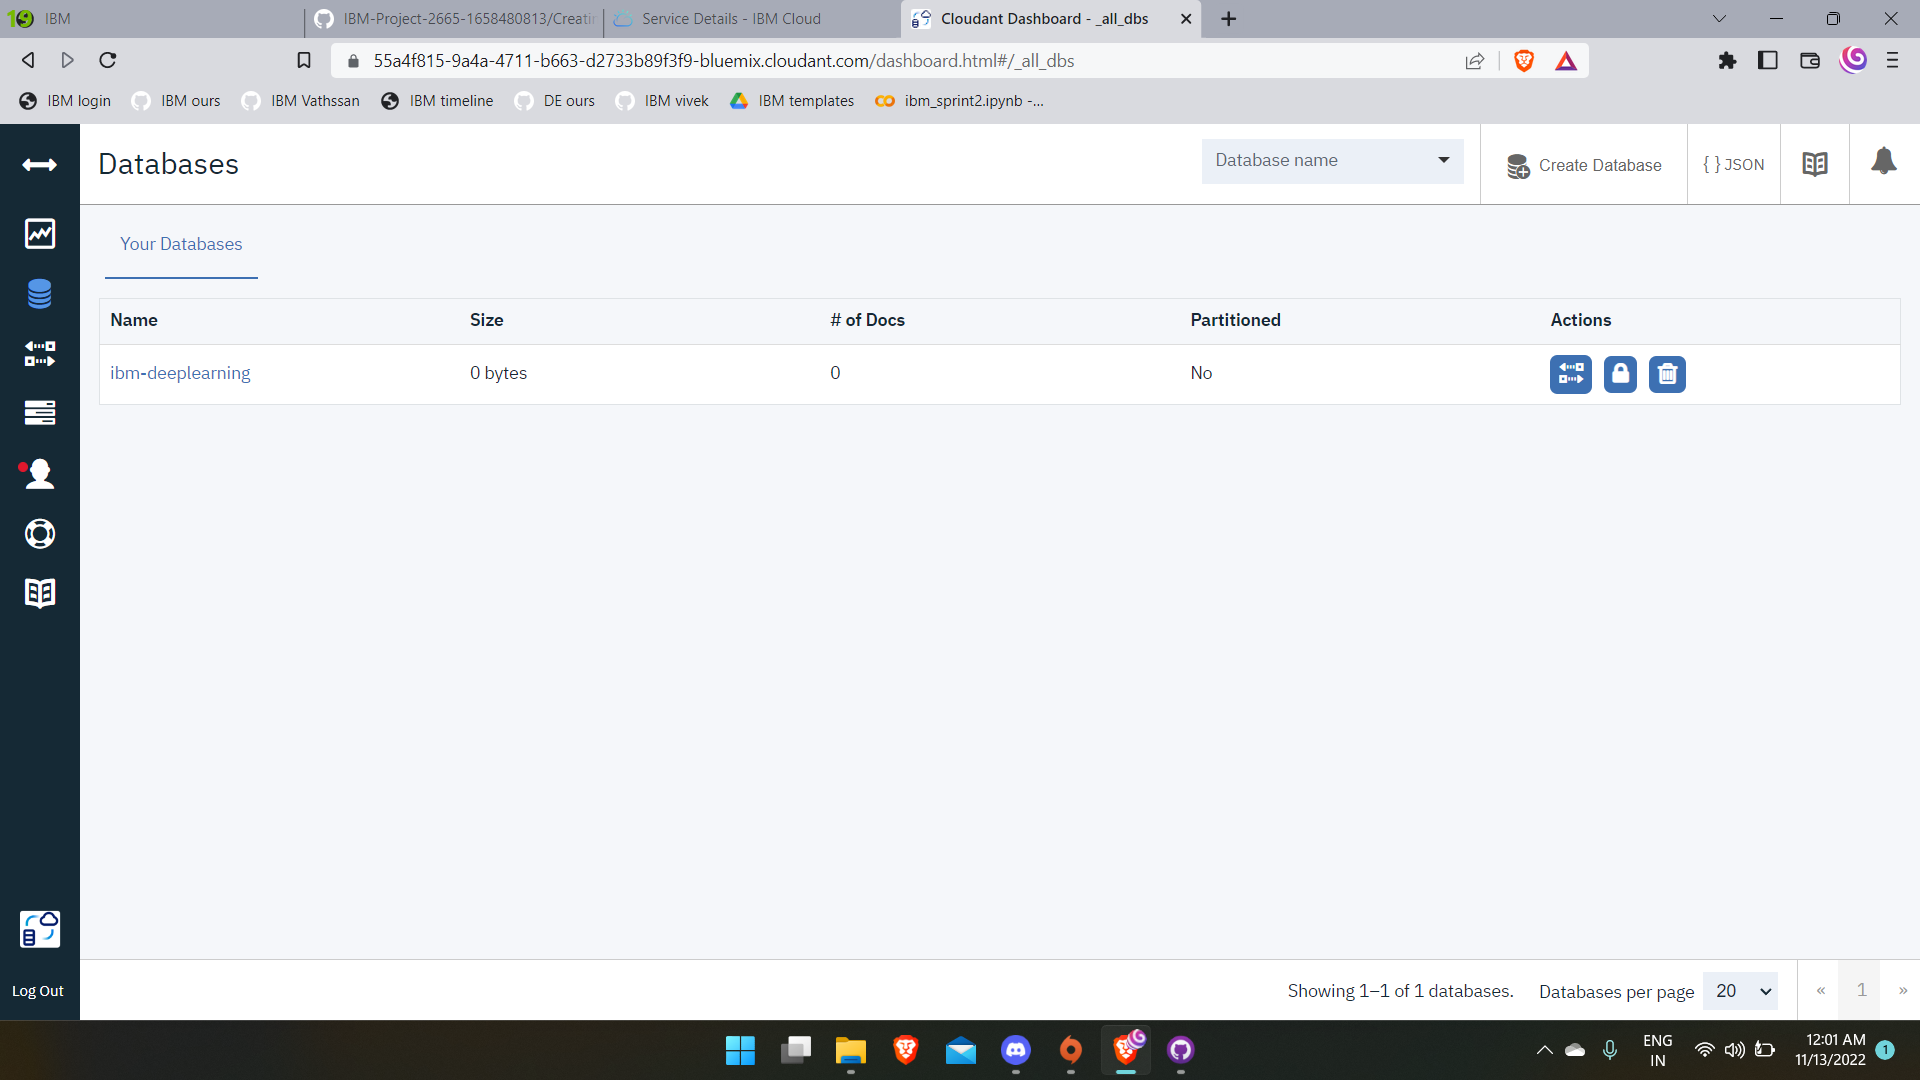 IBM
IBM-Project-2665-1658480813/Creatin
Service Details - IBM Cloud
Cloudant Dashboard - _all_dbs
55a4f815-9a4a-4711-b663-d2733b89f3f9-bluemix.cloudant.com/dashboard.html#/_all_dbs
IBM login
IBM ours
IBM Vathssan
IBM timeline
DE ours
IBM vivek
IBM templates
ibm_sprint2.ipynb -...
Databases
Database name
Create Database
{ } JSON
Your Databases
Name Size # of Docs Partitioned Actions
ibm-deeplearning 0 bytes 0 No
Log Out
Showing 1–1 of 1 databases.
Databases per page
20
« 1 »
ENG
IN
12:01 AM
11/13/2022
1